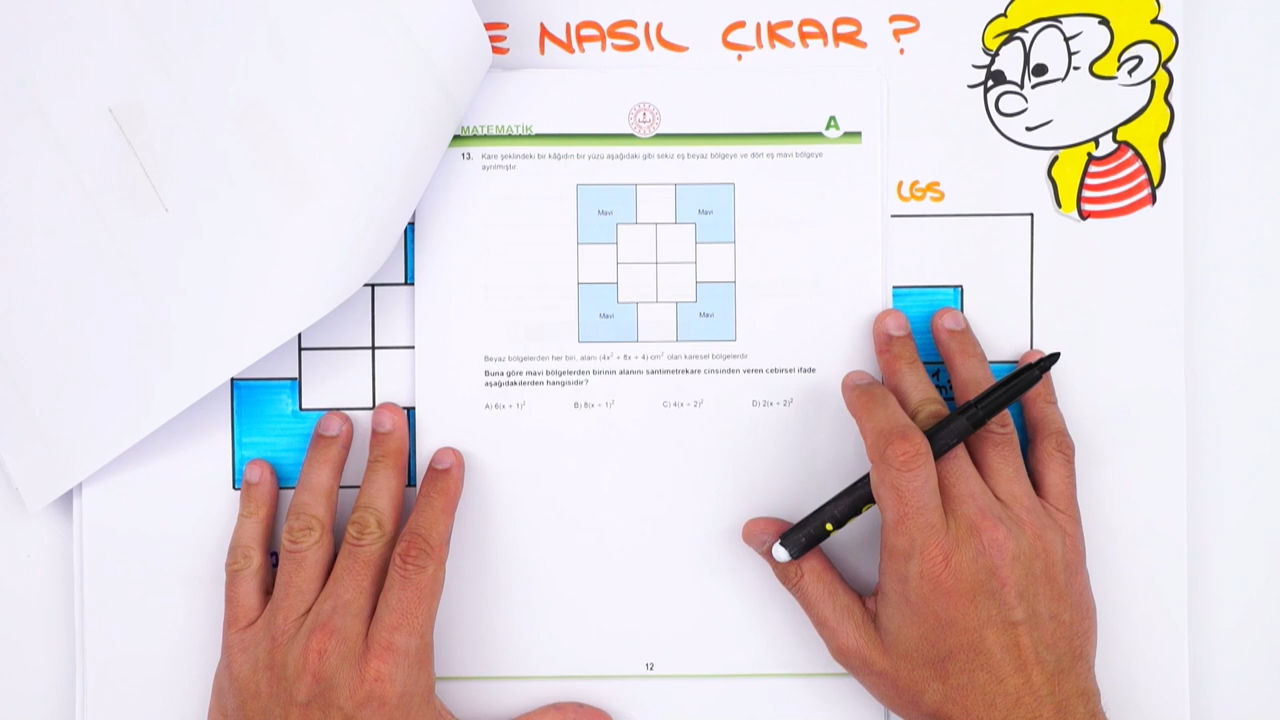 E NASIL ÇIKAR ?
LGS
MATEMATİK
A
13. Kare şeklindeki bir kâğıdın bir yüzü aşağıdaki gibi sekiz eş beyaz bölgeye ve dört eş mavi bölgeye
ayrılmıştır.
Mavi Mavi
Mavi Mavi
Beyaz bölgelerden her biri, alanı (4x² + 8x + 4) cm² olan karesel bölgelerdir.
Buna göre mavi bölgelerden birinin alanını santimetrekare cinsinden veren cebirsel ifade
aşağıdakilerden hangisidir?
A) 6(x + 1)² B) 8(x + 1)² C) 4(x + 2)² D) 2(x + 2)²
12